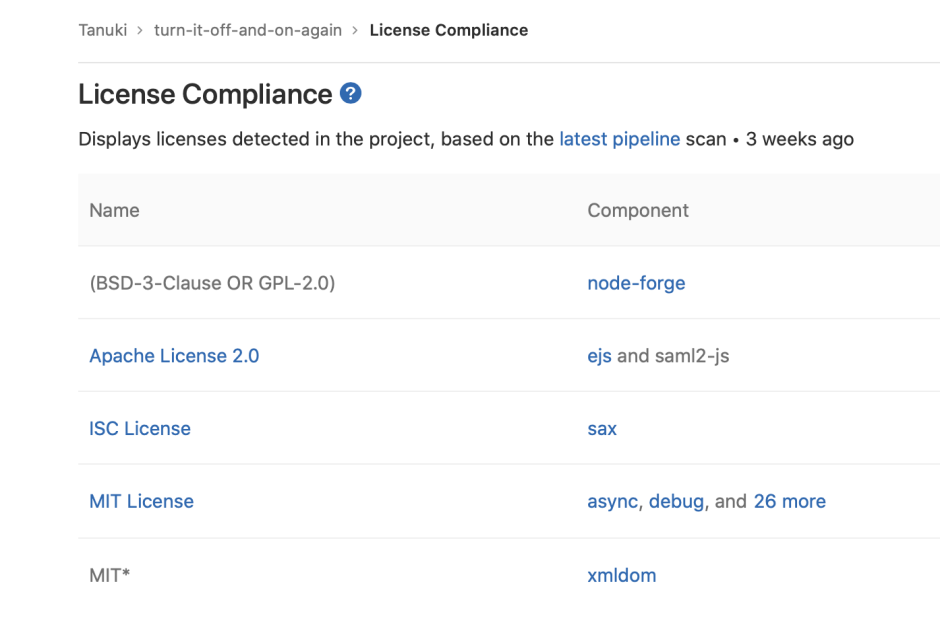 Tanuki > turn-it-off-and-on-again > License Compliance
License Compliance ?
Displays licenses detected in the project, based on the latest pipeline scan • 3 weeks ago
Name Component
(BSD-3-Clause OR GPL-2.0) node-forge
Apache License 2.0 ejs and saml2-js
ISC License sax
MIT License async, debug, and 26 more
MIT* xmldom